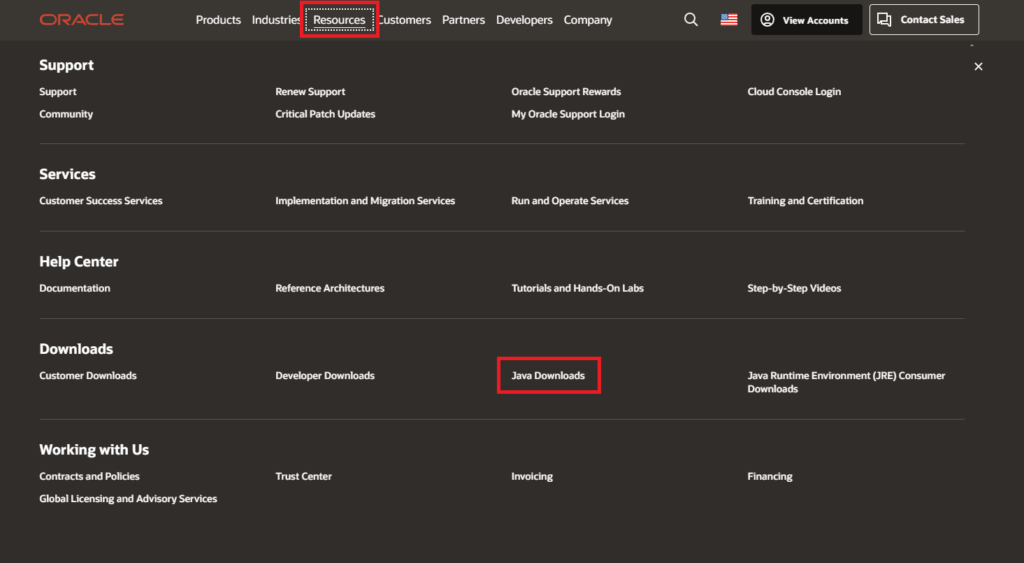 ORACLE Products Industries Resources Customers Partners Developers Company View Accounts Contact Sales
Support
Support Renew Support Oracle Support Rewards Cloud Console Login
Community Critical Patch Updates My Oracle Support Login
Services
Customer Success Services Implementation and Migration Services Run and Operate Services Training and Certification
Help Center
Documentation Reference Architectures Tutorials and Hands-On Labs Step-by-Step Videos
Downloads
Customer Downloads Developer Downloads Java Downloads Java Runtime Environment (JRE) Consumer
Downloads
Working with Us
Contracts and Policies Trust Center Invoicing Financing
Global Licensing and Advisory Services